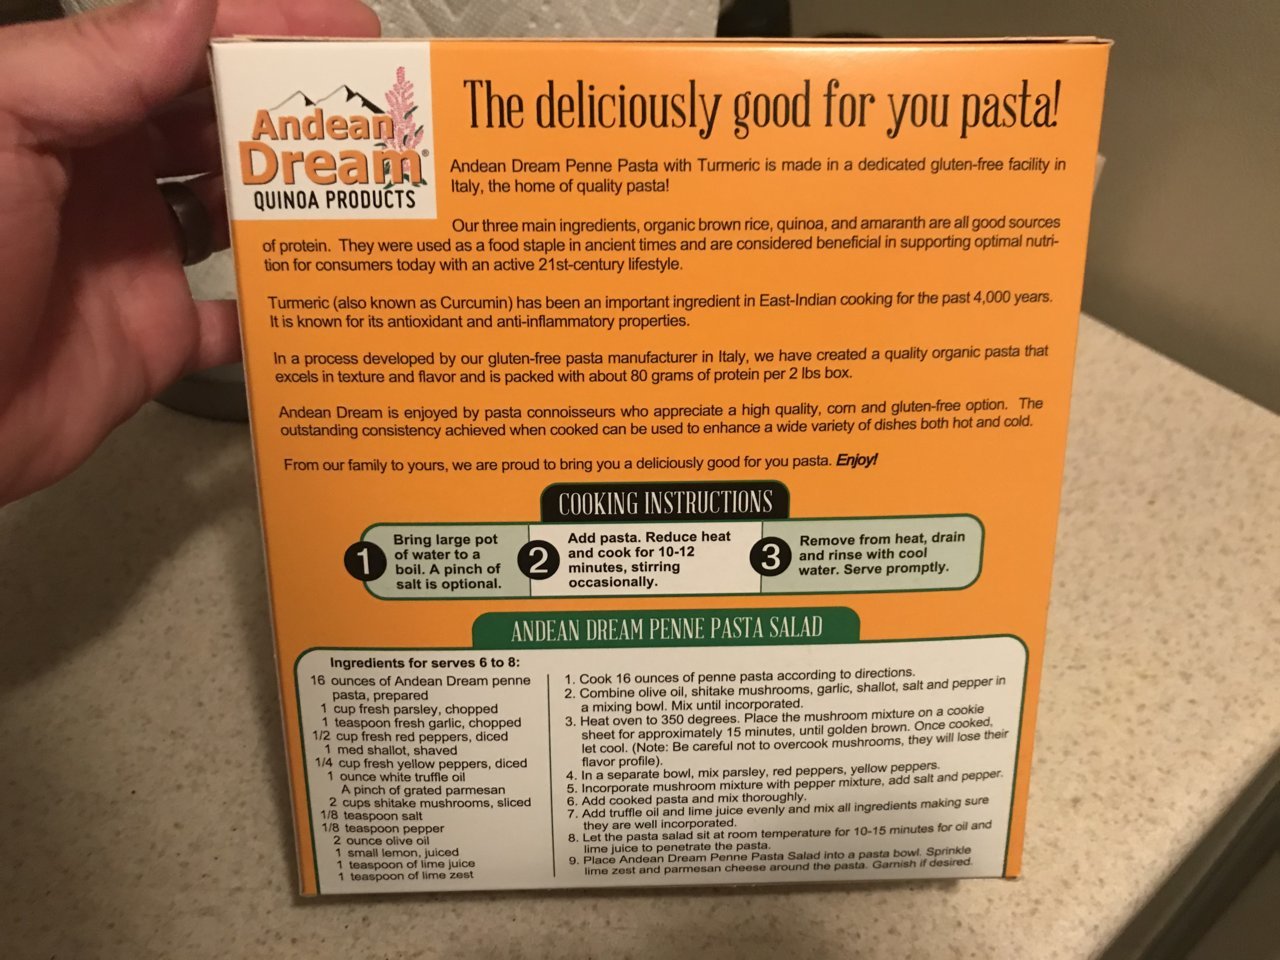 Andean
Dream®
QUINOA PRODUCTS
The deliciously good for you pasta!
Andean Dream Penne Pasta with Turmeric is made in a dedicated gluten-free facility in
Italy, the home of quality pasta!
Our three main ingredients, organic brown rice, quinoa, and amaranth are all good sources
of protein. They were used as a food staple in ancient times and are considered beneficial in supporting optimal nutri-
tion for consumers today with an active 21st-century lifestyle.
Turmeric (also known as Curcumin) has been an important ingredient in East-Indian cooking for the past 4,000 years.
It is known for its antioxidant and anti-inflammatory properties.
In a process developed by our gluten-free pasta manufacturer in Italy, we have created a quality organic pasta that
excels in texture and flavor and is packed with about 80 grams of protein per 2 lbs box.
Andean Dream is enjoyed by pasta connoisseurs who appreciate a high quality, corn and gluten-free option. The
outstanding consistency achieved when cooked can be used to enhance a wide variety of dishes both hot and cold.
From our family to yours, we are proud to bring you a deliciously good for you pasta. Enjoy!
COOKING INSTRUCTIONS
1
Bring large pot
of water to a
boil. A pinch of
salt is optional.
2
Add pasta. Reduce heat
and cook for 10-12
minutes, stirring
occasionally.
3
Remove from heat, drain
and rinse with cool
water. Serve promptly.
ANDEAN DREAM PENNE PASTA SALAD
Ingredients for serves 6 to 8:
16 ounces of Andean Dream penne
pasta, prepared
1 cup fresh parsley, chopped
1 teaspoon fresh garlic, chopped
1/2 cup fresh red peppers, diced
1 med shallot, shaved
1/4 cup fresh yellow peppers, diced
1 ounce white truffle oil
A pinch of grated parmesan
2 cups shitake mushrooms, sliced
1/8 teaspoon salt
1/8 teaspoon pepper
2 ounce olive oil
1 small lemon, juiced
1 teaspoon of lime juice
1 teaspoon of lime zest
1. Cook 16 ounces of penne pasta according to directions.
2. Combine olive oil, shitake mushrooms, garlic, shallot, salt and pepper in
a mixing bowl. Mix until incorporated.
3. Heat oven to 350 degrees. Place the mushroom mixture on a cookie
sheet for approximately 15 minutes, until golden brown. Once cooked,
let cool. (Note: Be careful not to overcook mushrooms, they will lose their
flavor profile).
4. In a separate bowl, mix parsley, red peppers, yellow peppers.
5. Incorporate mushroom mixture with pepper mixture, add salt and pepper.
6. Add cooked pasta and mix thoroughly.
7. Add truffle oil and lime juice evenly and mix all ingredients making sure
they are well incorporated.
8. Let the pasta salad sit at room temperature for 10-15 minutes for oil and
lime juice to penetrate the pasta.
9. Place Andean Dream Penne Pasta Salad into a pasta bowl. Sprinkle
lime zest and parmesan cheese around the pasta. Garnish if desired.